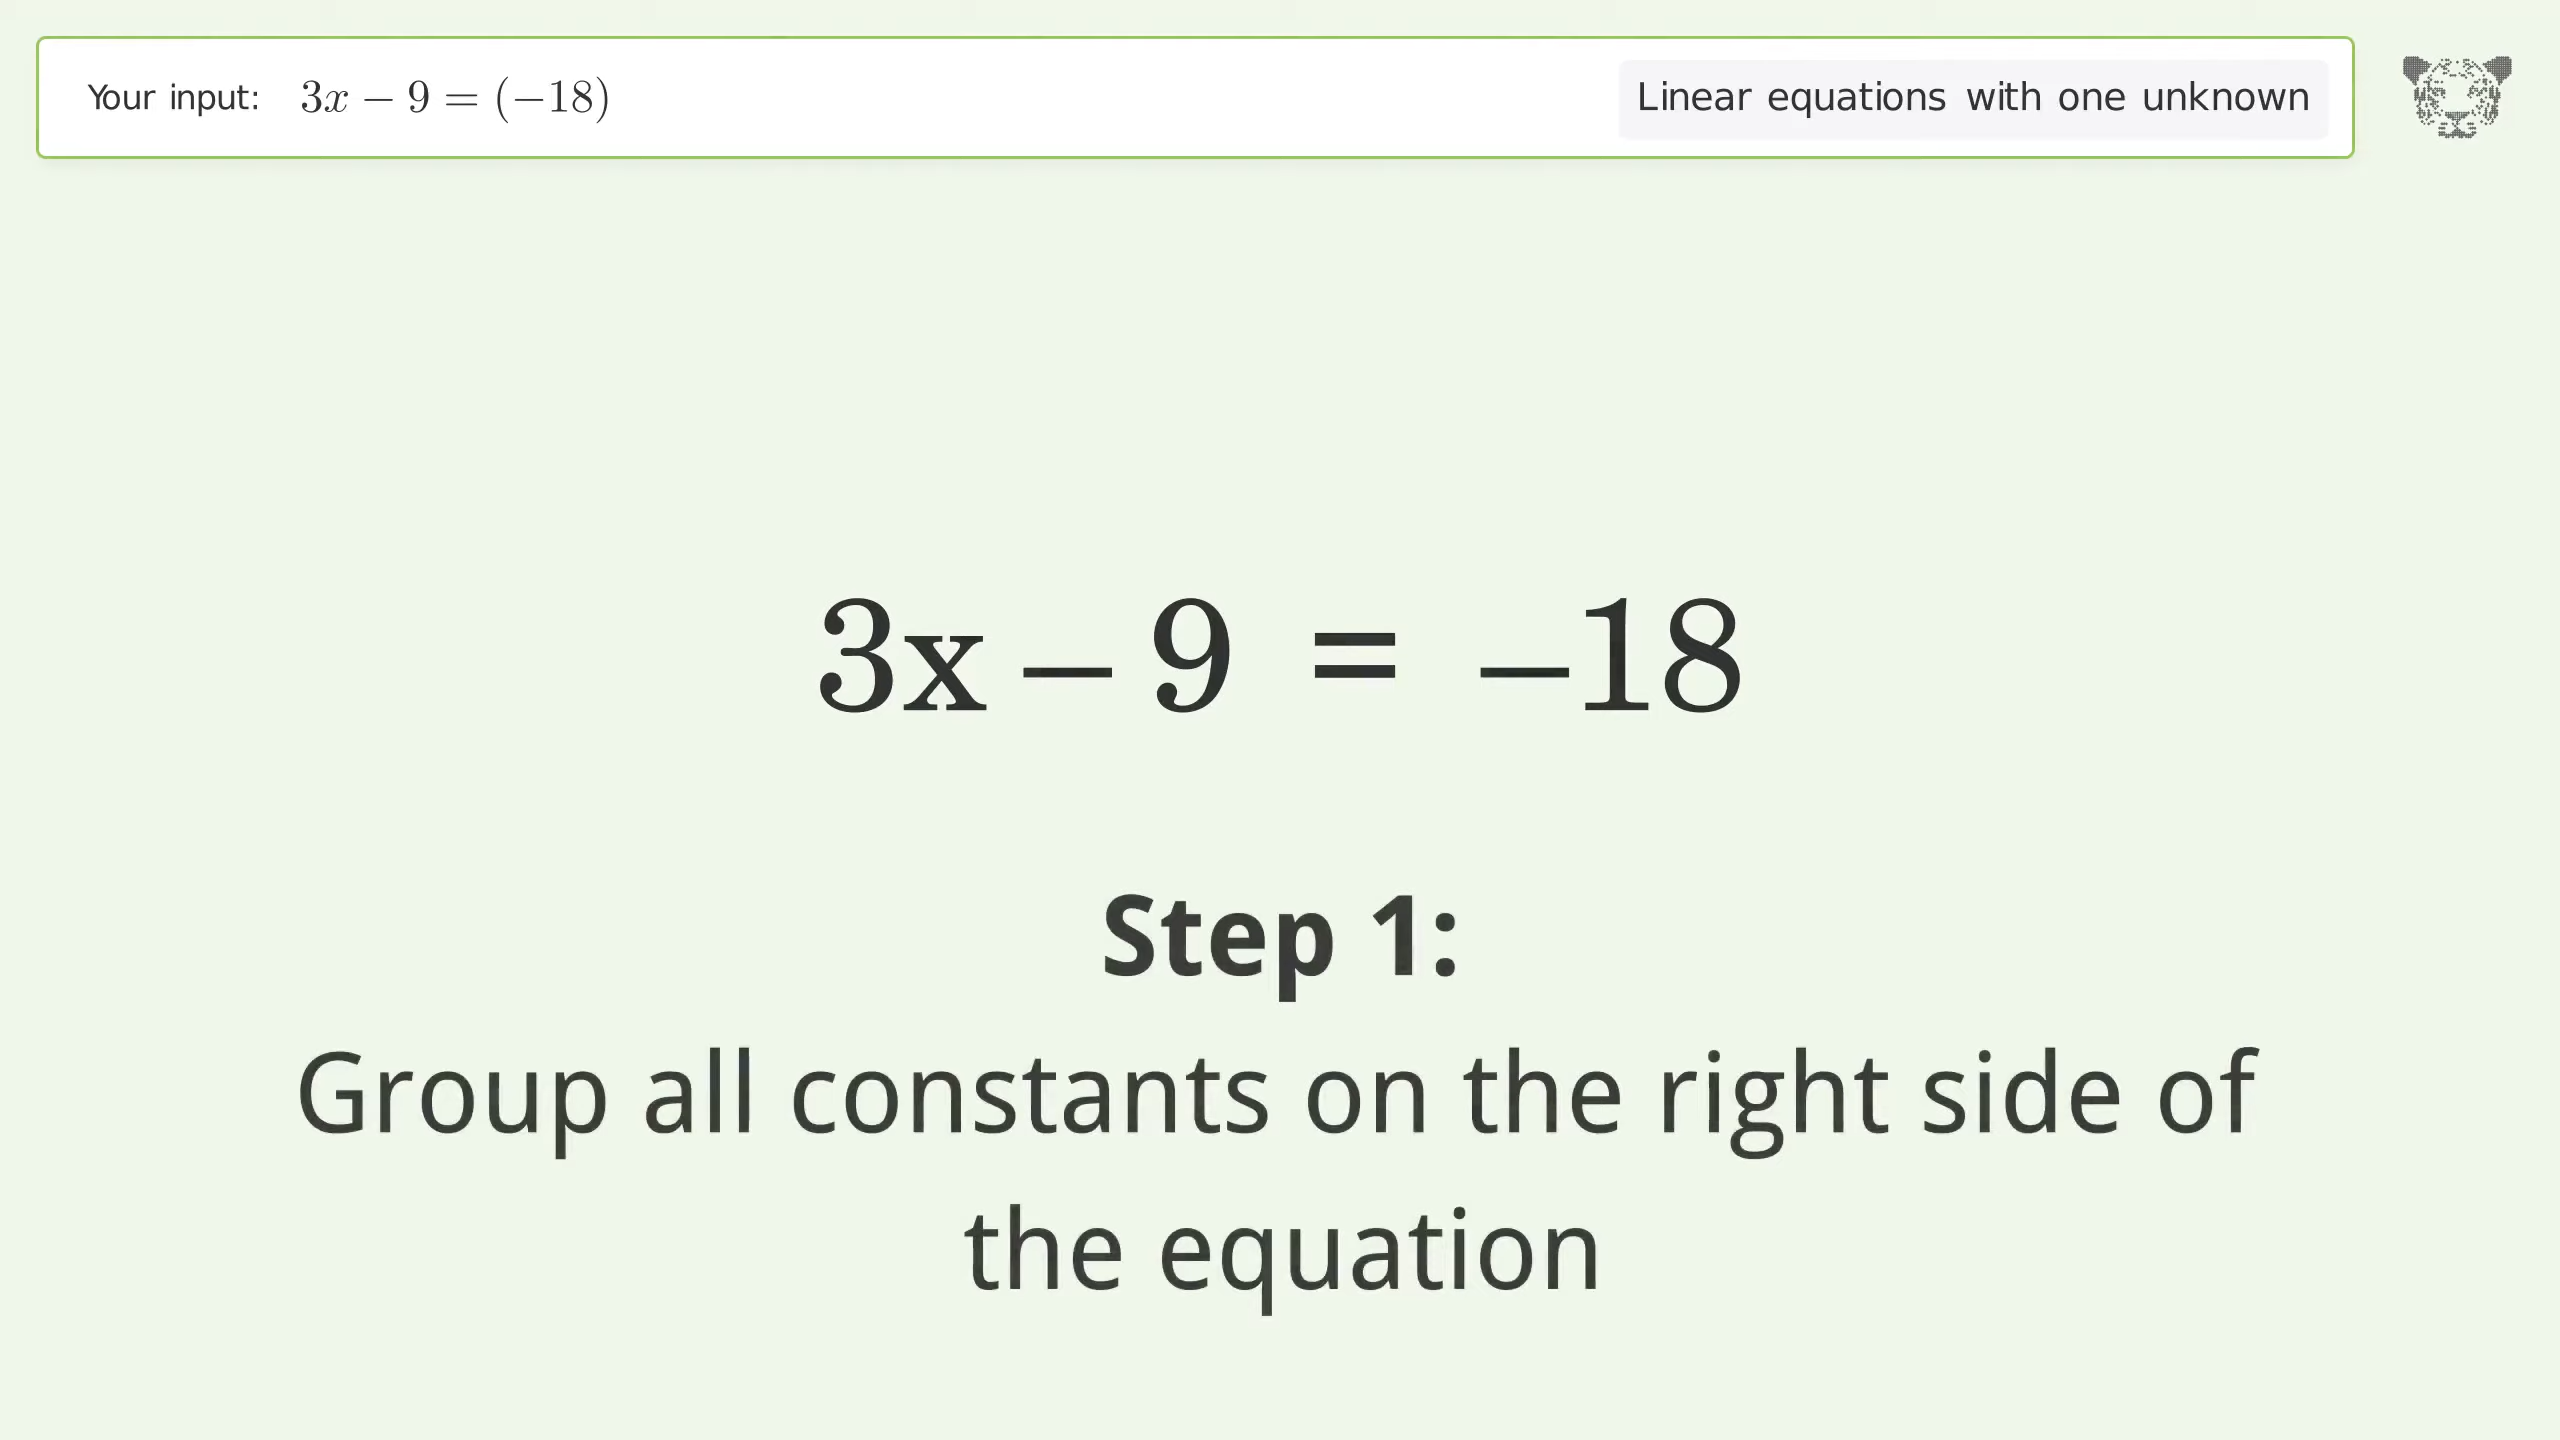 Your input: 3x − 9 = (−18)
Linear equations with one unknown
3x – 9 = –18
Step 1:
Group all constants on the right side of
the equation